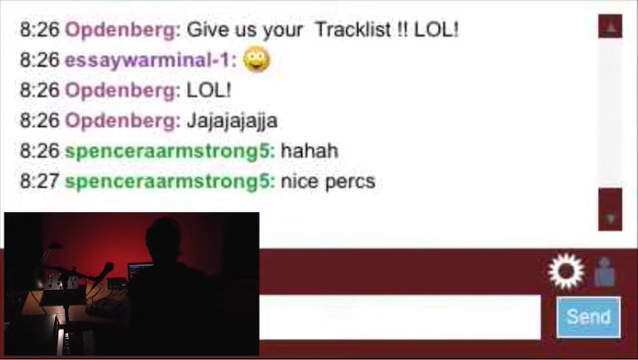 8:26 Opdenberg: Give us your Tracklist !! LOL!
8:26 essaywarminal-1:
8:26 Opdenberg: LOL!
8:26 Opdenberg: Jajajajajja
8:26 spenceraarmstrong5: hahah
8:27 spenceraarmstrong5: nice percs
Send